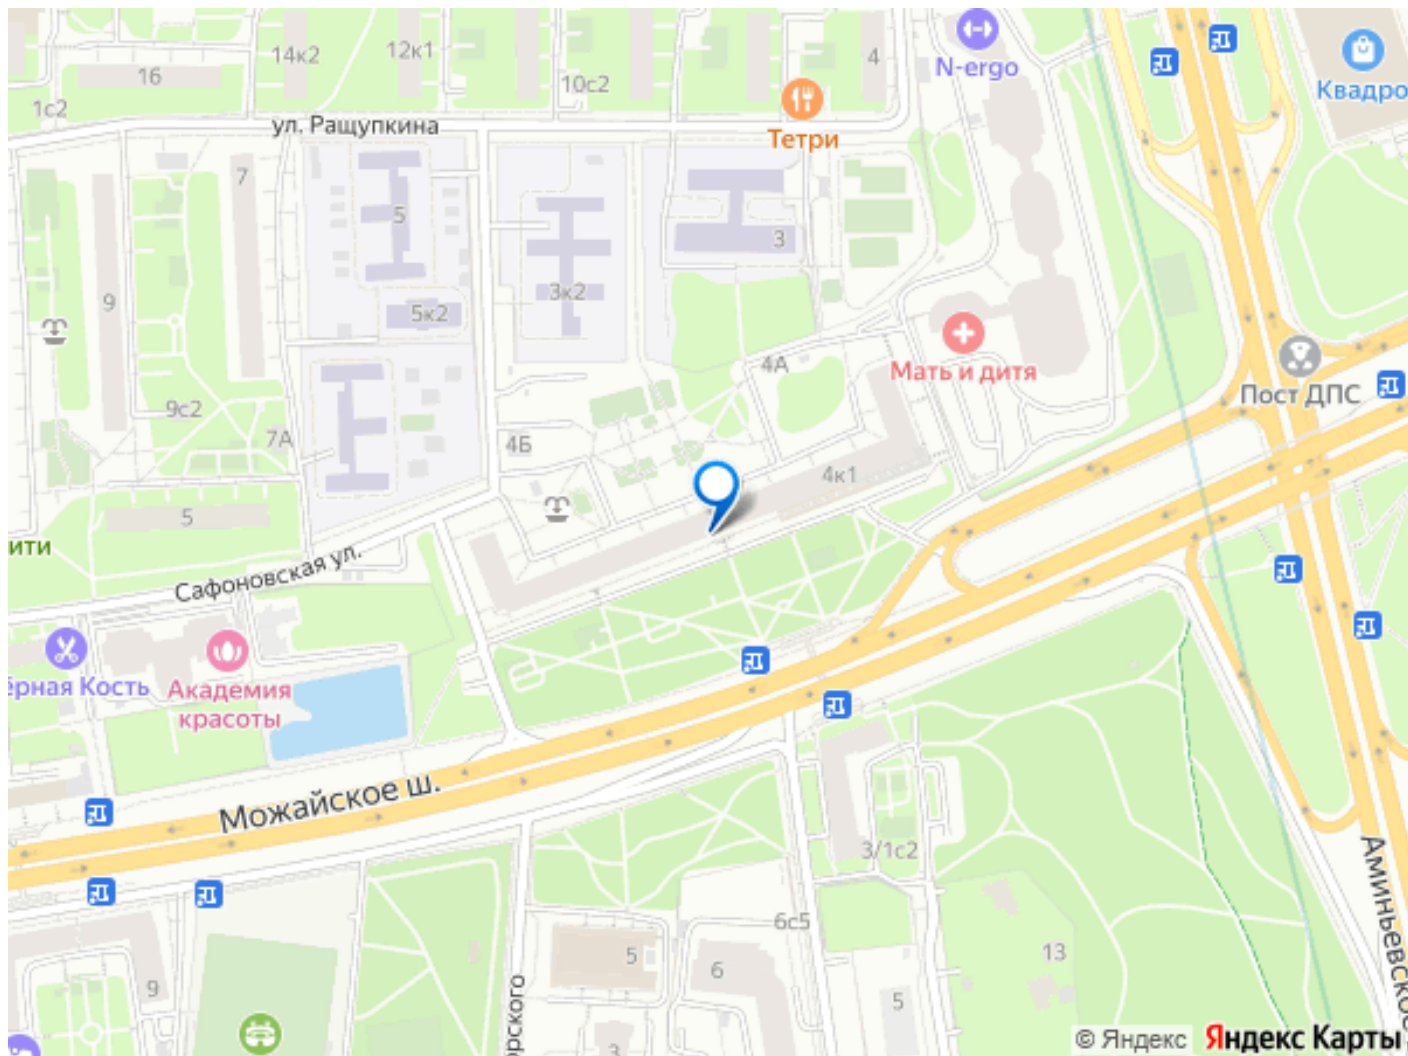 14к2
12к1
4
N-ergo
16
10с2
Квадро
1с2
ул. Ращупкина
Тетри
7
5
3
9
3к2
5к2
4А
Мать и дитя
Пост ДПС
9с2
7А
4Б
4к1
5
ити
Сафоновская ул.
ёрная Кость
Академия
красоты
Можайское ш.
3/1с2
Аминьевское
6с5
5
6
13
9
5
орского
3
© Яндекс
Яндекс Карты